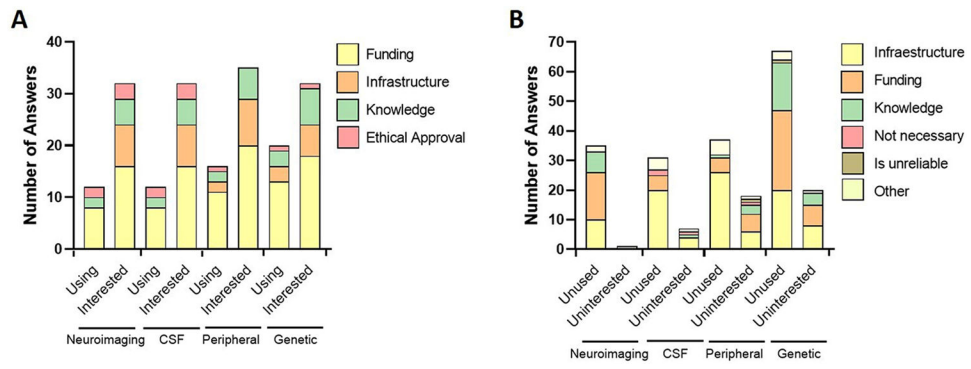 A
Number of Answers
40
30
20
10
0
Using
Interested
Using
Interested
Using
Interested
Using
Interested
Neuroimaging
CSF
Peripheral
Genetic
Funding
Infrastructure
Knowledge
Ethical Approval
B
Number of Answers
70
60
50
40
30
20
10
0
Unused
Uninterested
Unused
Uninterested
Unused
Uninterested
Unused
Uninterested
Neuroimaging
CSF
Peripheral
Genetic
Infraestructure
Funding
Knowledge
Not necessary
Is unreliable
Other